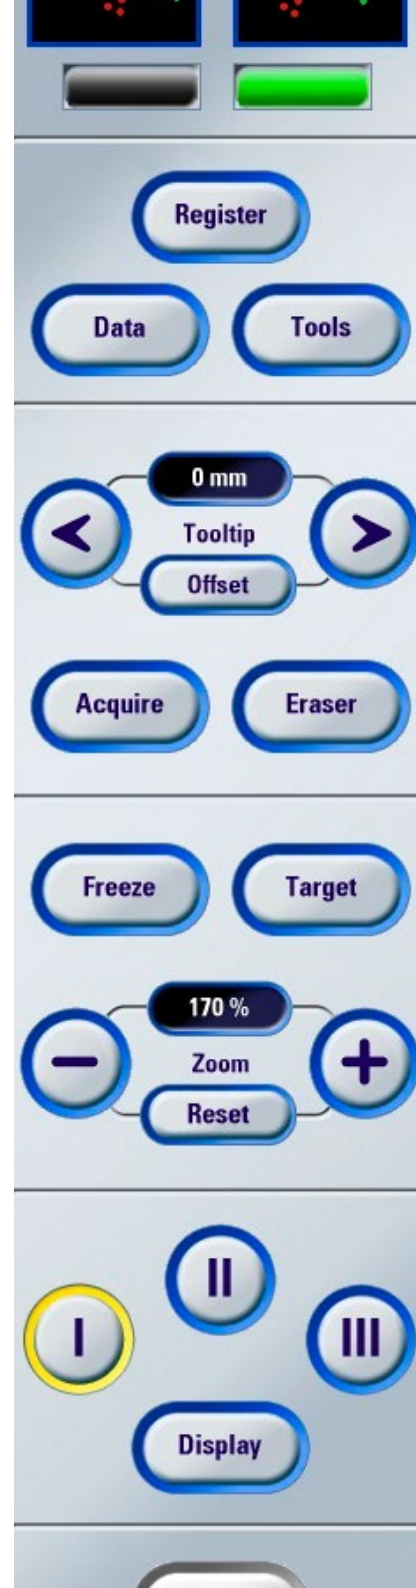 Register
Data Tools
0 mm
< Tooltip >
Offset
Acquire Eraser
Freeze Target
170 %
− Zoom +
Reset
II
I III
Display